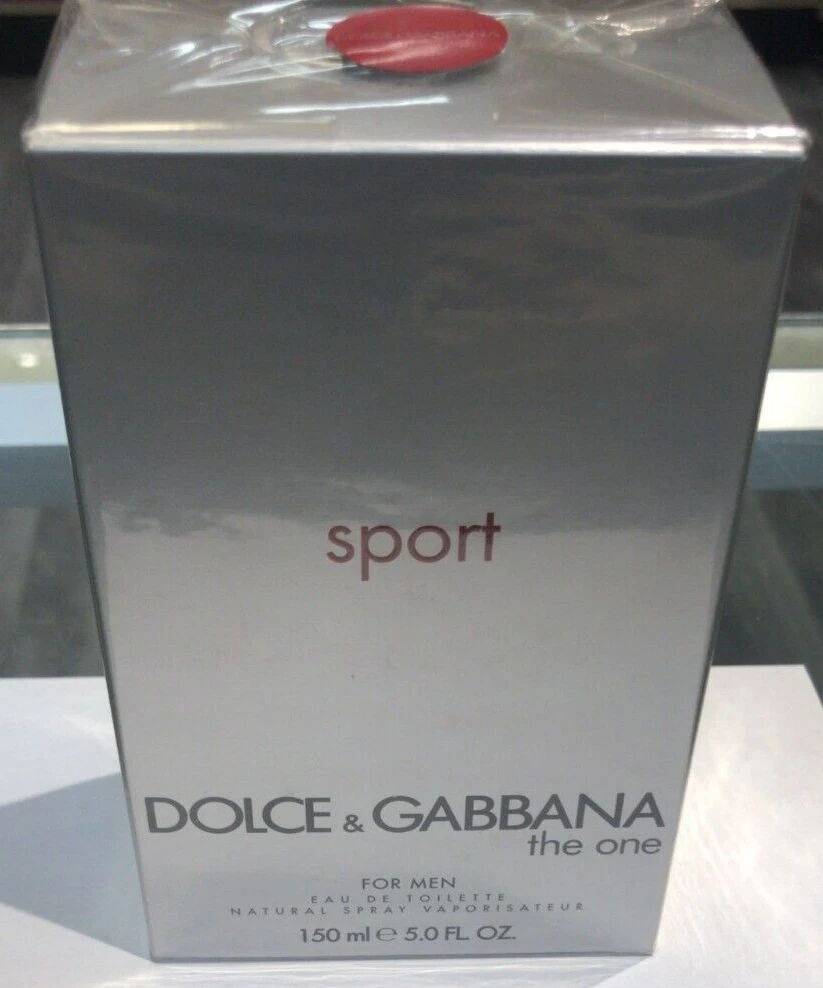 sport
DOLCE & GABBANA
the one
FOR MEN
EAU DE TOILETTE
NATURAL SPRAY VAPORISATEUR
150 ml ℮ 5.0 FL. OZ.